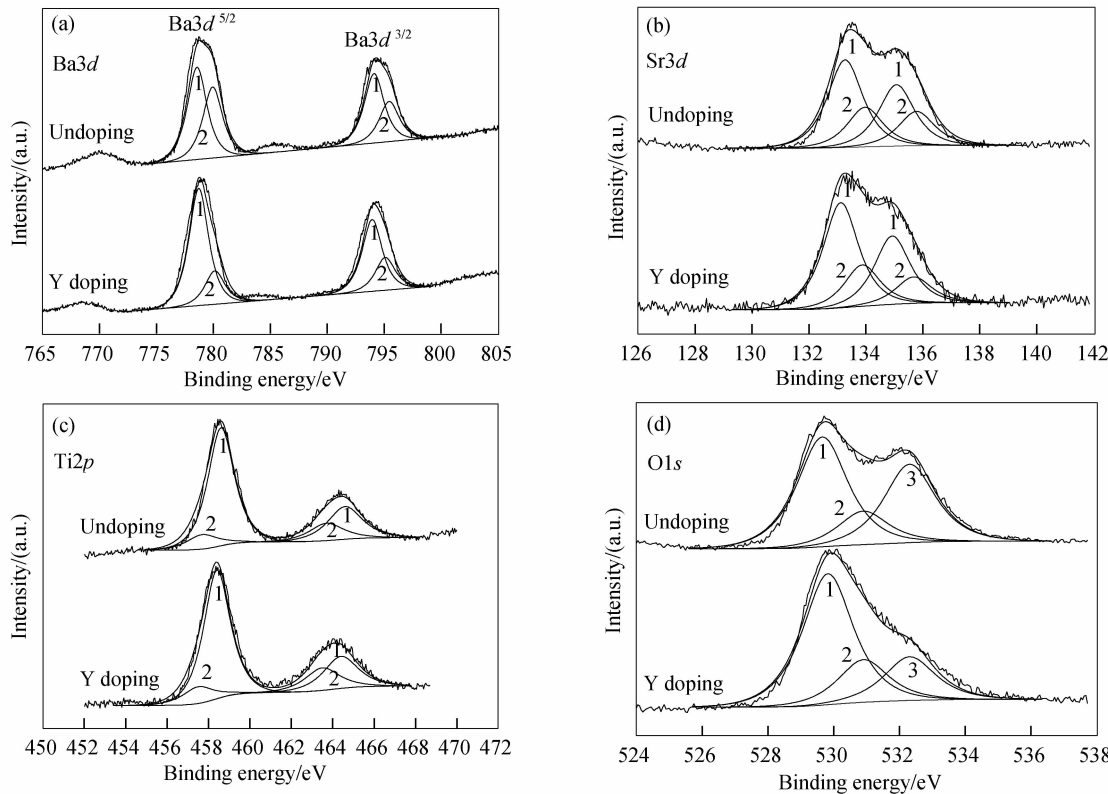 (a)
Ba3d 5/2
Ba3d 3/2
Ba3d
1
2
1
2
Undoping
1
2
1
2
Y doping
Intensity/(a.u.)
765 770 775 780 785 790 795 800 805
Binding energy/eV
(b)
Sr3d
1
1
2
2
Undoping
1
1
2
2
Y doping
Intensity/(a.u.)
126 128 130 132 134 136 138 140 142
Binding energy/eV
(c)
Ti2p
1
2
1
2
Undoping
1
2
1
2
Y doping
Intensity/(a.u.)
450 452 454 456 458 460 462 464 466 468 470 472
Binding energy/eV
(d)
O1s
1
2
3
Undoping
1
2
3
Y doping
Intensity/(a.u.)
524 526 528 530 532 534 536 538
Binding energy/eV